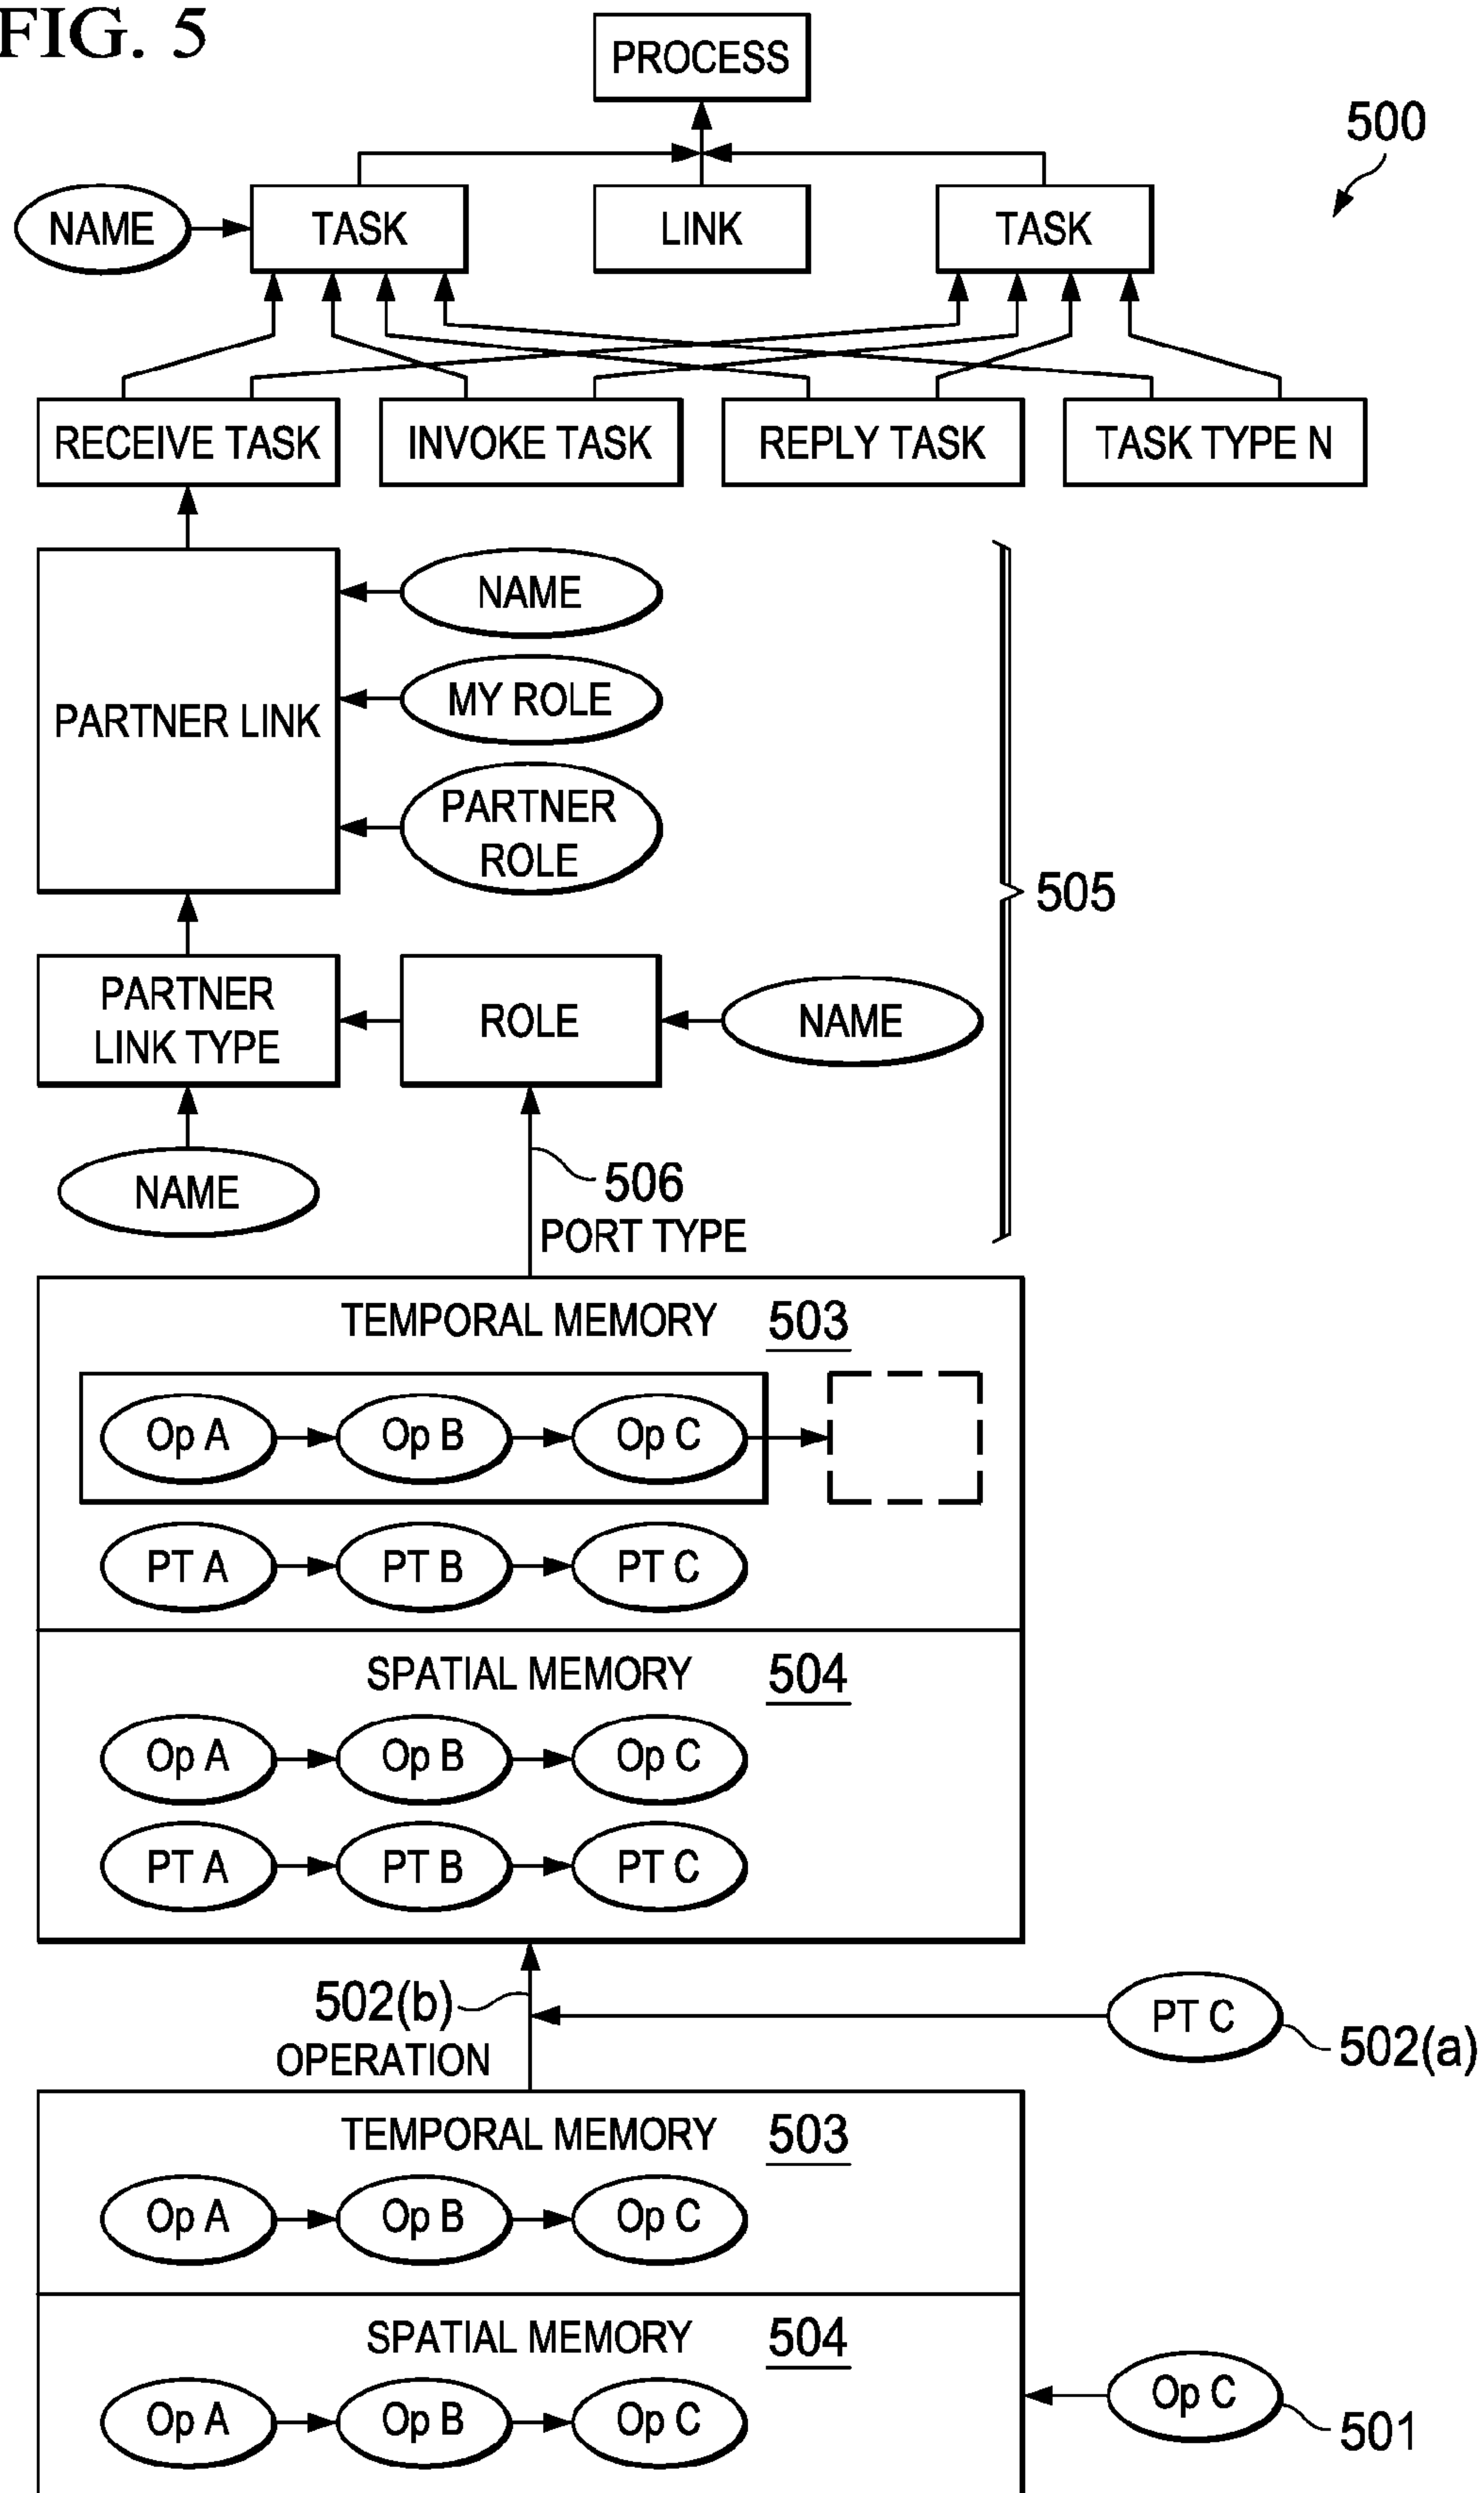 FIG. 5
PROCESS
500
NAME
TASK
LINK
TASK
RECEIVE TASK
INVOKE TASK
REPLY TASK
TASK TYPE N
NAME
MY ROLE
PARTNER LINK
PARTNER
ROLE
505
PARTNER
LINK TYPE
ROLE
NAME
NAME
506
PORT TYPE
TEMPORAL MEMORY 503
Op A
Op B
Op C
PT A
PT B
PT C
SPATIAL MEMORY 504
Op A
Op B
Op C
PT A
PT B
PT C
502(b)
OPERATION
PT C
502(a)
TEMPORAL MEMORY 503
Op A
Op B
Op C
SPATIAL MEMORY 504
Op A
Op B
Op C
Op C
501